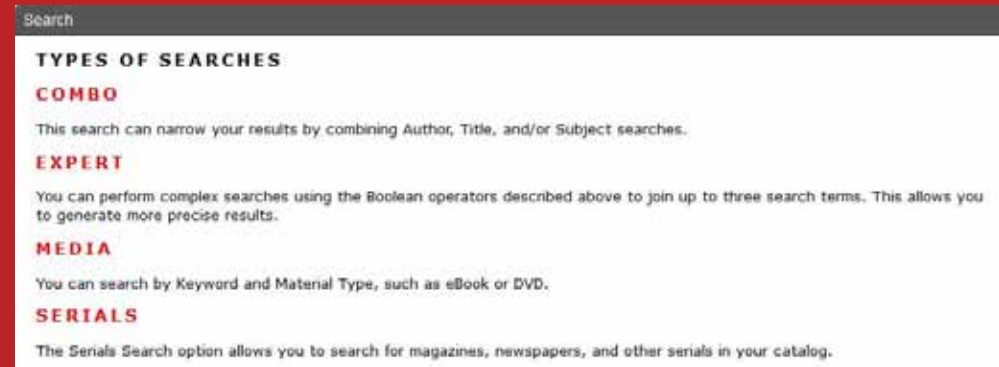 Search
TYPES OF SEARCHES
COMBO
This search can narrow your results by combining Author, Title, and/or Subject searches.
EXPERT
You can perform complex searches using the Boolean operators described above to join up to three search terms. This allows you
to generate more precise results.
MEDIA
You can search by Keyword and Material Type, such as eBook or DVD.
SERIALS
The Serials Search option allows you to search for magazines, newspapers, and other serials in your catalog.